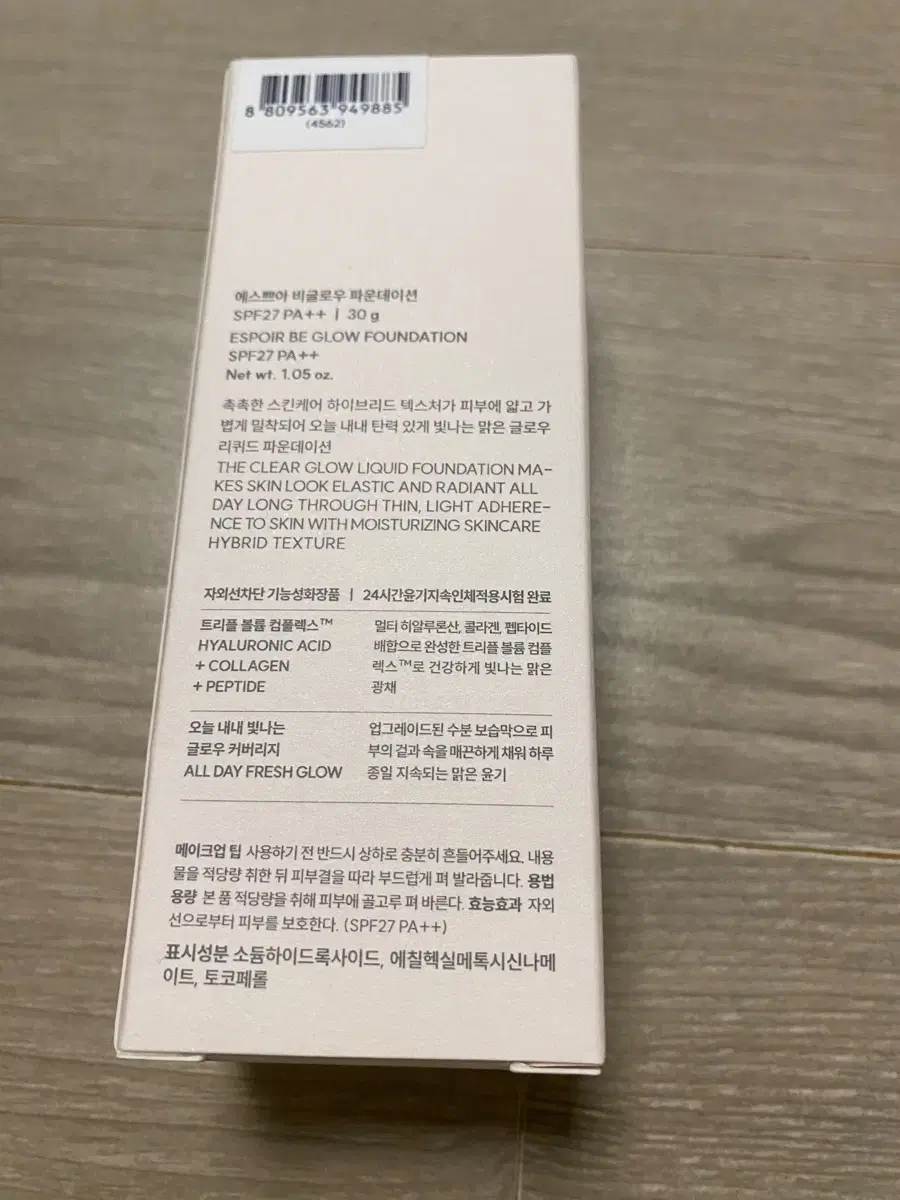 8 809563 949885
(4562)
에스쁘아 비글로우 파운데이션
SPF27 PA++ | 30 g
ESPOIR BE GLOW FOUNDATION
SPF27 PA++
Net wt. 1.05 oz.
촉촉한 스킨케어 하이브리드 텍스처가 피부에 얇고 가
볍게 밀착되어 오늘 내내 탄력 있게 빛나는 맑은 글로우
리퀴드 파운데이션
THE CLEAR GLOW LIQUID FOUNDATION MA-
KES SKIN LOOK ELASTIC AND RADIANT ALL
DAY LONG THROUGH THIN, LIGHT ADHERE-
NCE TO SKIN WITH MOISTURIZING SKINCARE
HYBRID TEXTURE
자외선차단 기능성화장품 | 24시간윤기지속인체적용시험 완료
트리플 볼륨 컴플렉스™
HYALURONIC ACID
+ COLLAGEN
+ PEPTIDE
멀티 히알루론산, 콜라겐, 펩타이드
배합으로 완성한 트리플 볼륨 컴플
렉스™로 건강하게 빛나는 맑은
광채
오늘 내내 빛나는
글로우 커버리지
ALL DAY FRESH GLOW
업그레이드된 수분 보습막으로 피
부의 겉과 속을 매끈하게 채워 하루
종일 지속되는 맑은 윤기
메이크업 팁 사용하기 전 반드시 상하로 충분히 흔들어주세요. 내용
물을 적당량 취한 뒤 피부결을 따라 부드럽게 펴 발라줍니다. 용법
용량 본 품 적당량을 취해 피부에 골고루 펴 바른다. 효능효과 자외
선으로부터 피부를 보호한다. (SPF27 PA++)
표시성분 소듐하이드록사이드, 에칠헥실메톡시신나메
이트, 토코페롤